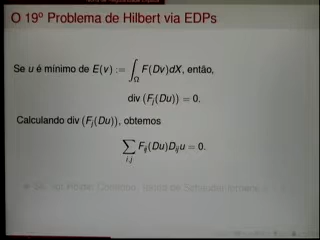 O 19º Problema de Hilbert via EDPs
Se u é mínimo de E(v) := ∫_Ω F(Dv)dX, então,
div (F_j(Du)) = 0.
Calculando div (F_j(Du)), obtemos
∑_{i,j} F_{ij}(Du)D_{ij}u = 0.